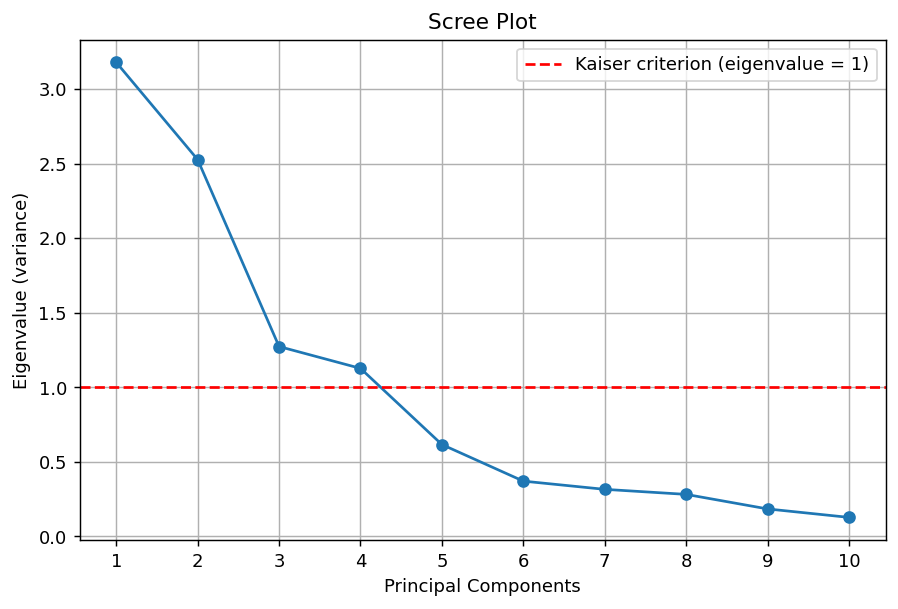 Scree Plot
Kaiser criterion (eigenvalue = 1)
Eigenvalue (variance)
3.0
2.5
2.0
1.5
1.0
0.5
0.0
1 2 3 4 5 6 7 8 9 10
Principal Components